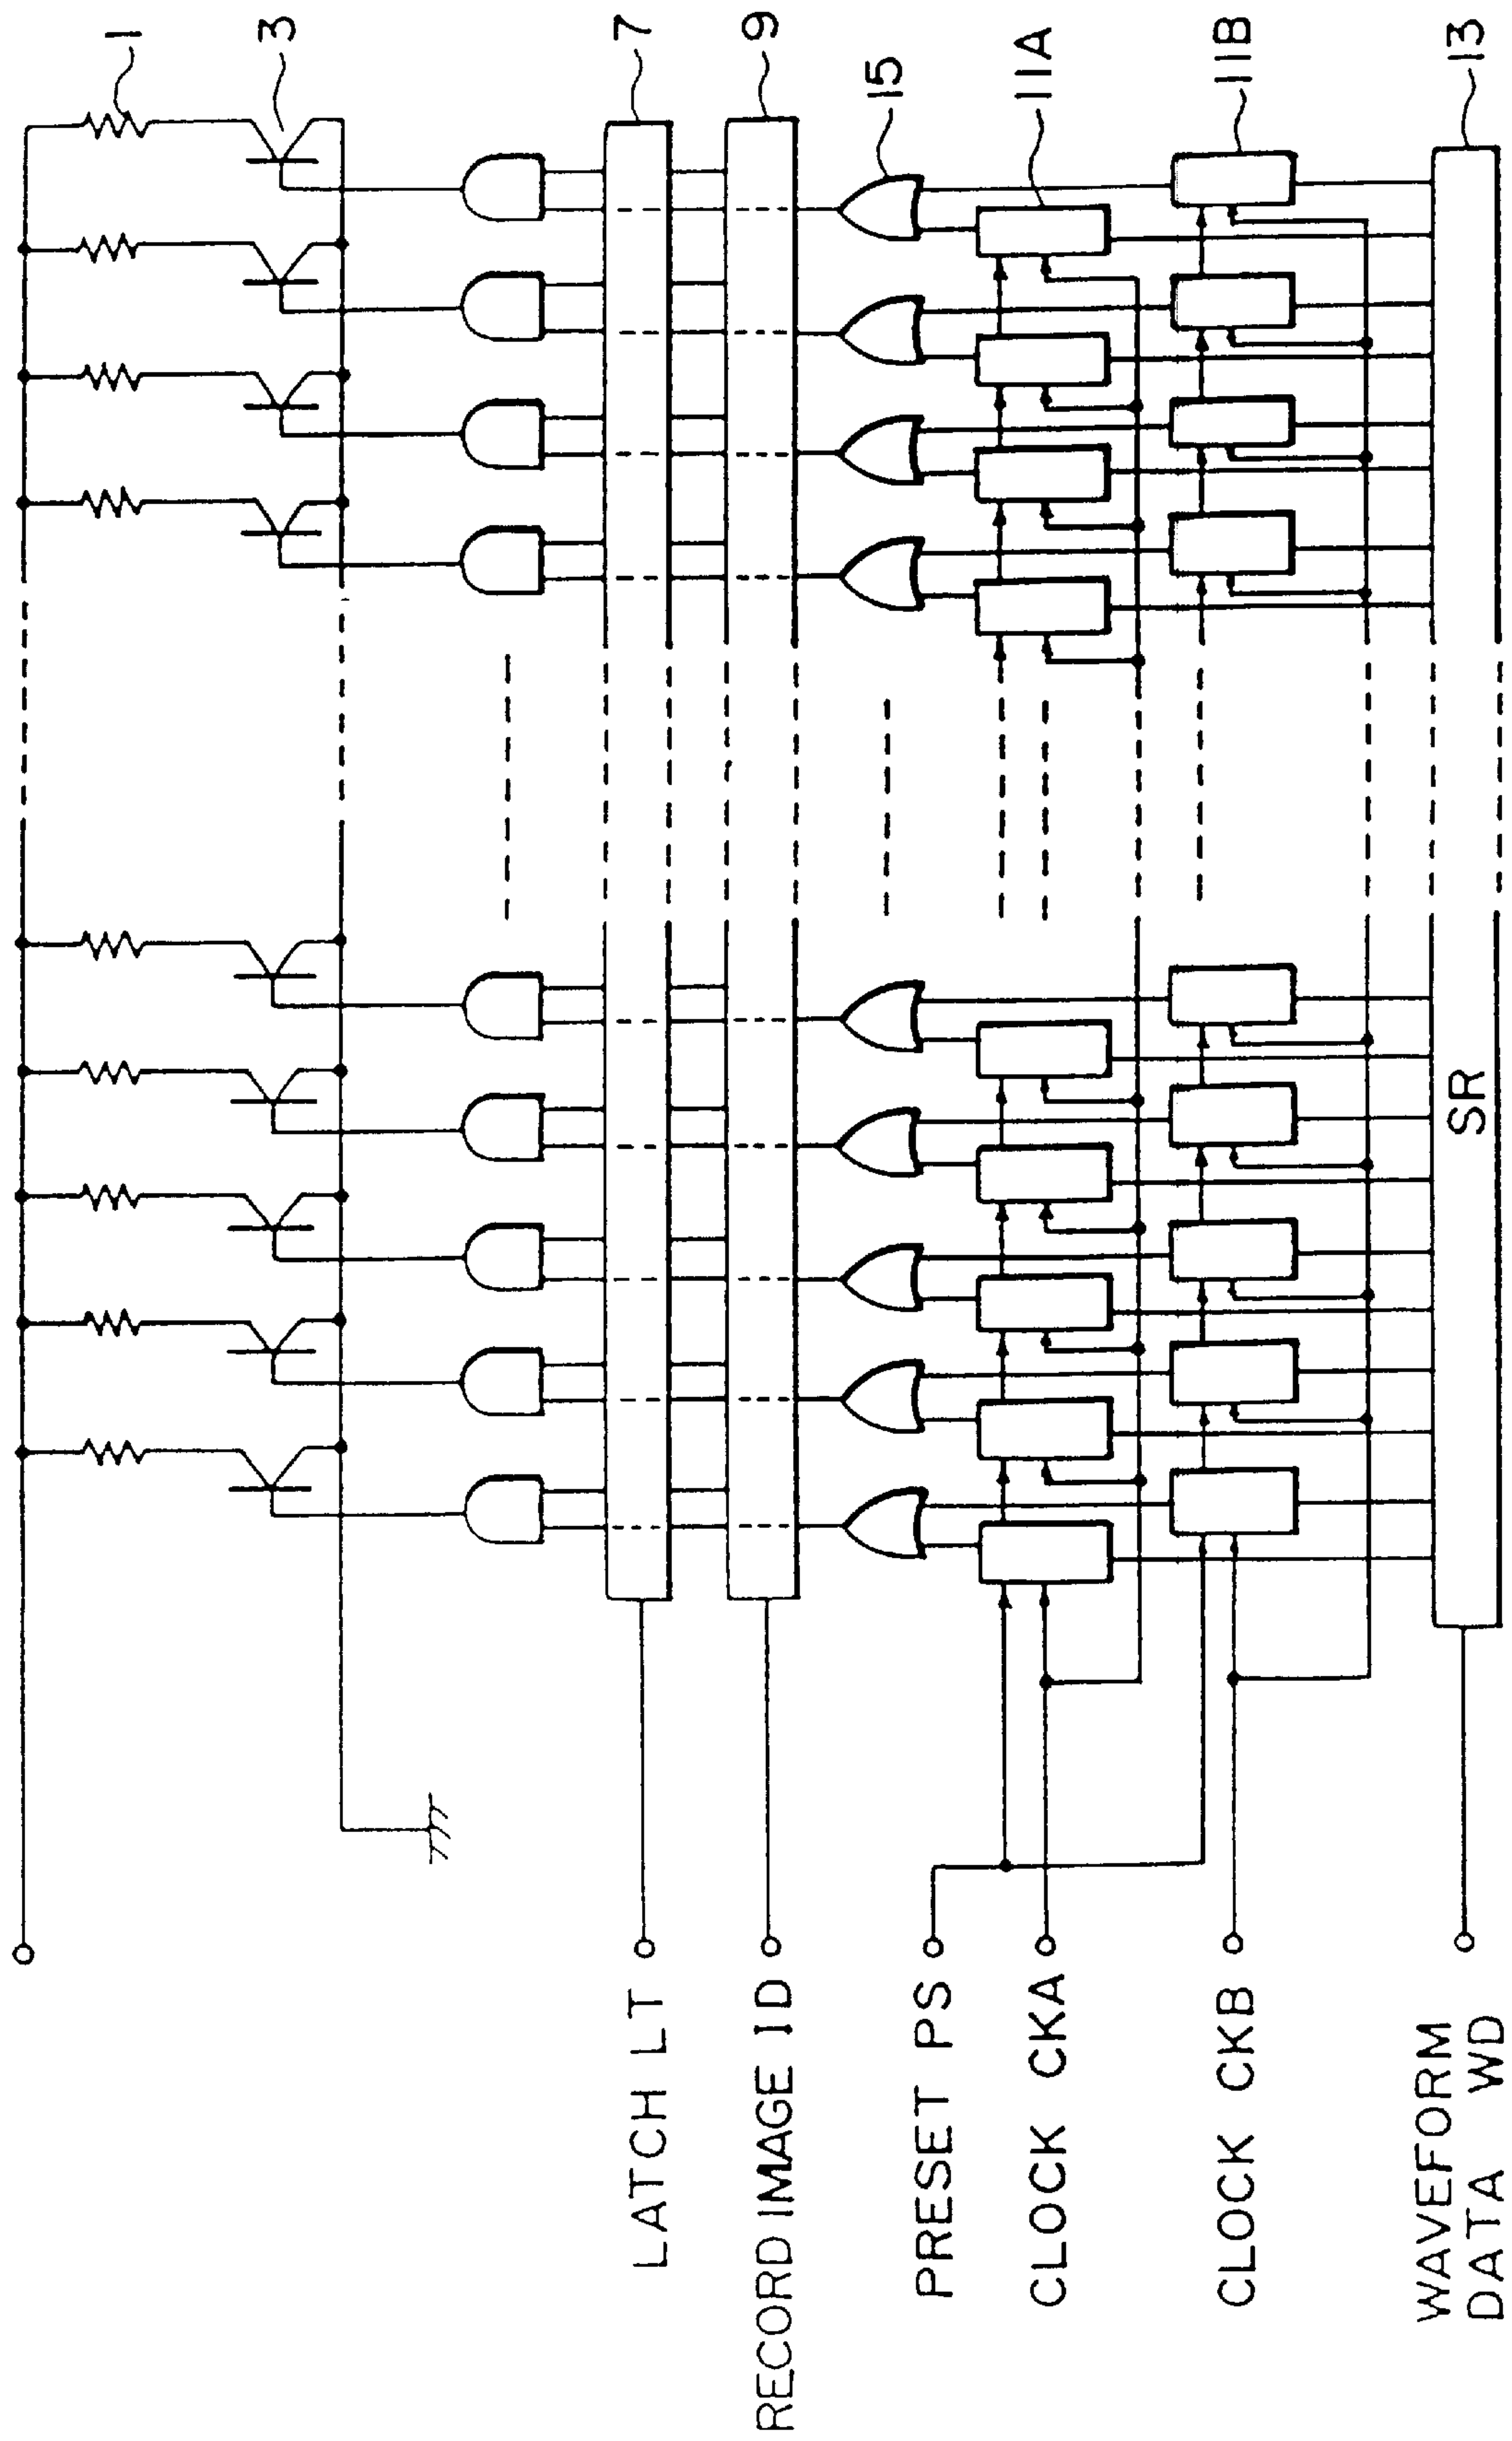 1
3
7
9
15
11A
11B
13
SR
LATCH LT
RECORD IMAGE ID
PRESET PS
CLOCK CKA
CLOCK CKB
WAVEFORM
DATA WD